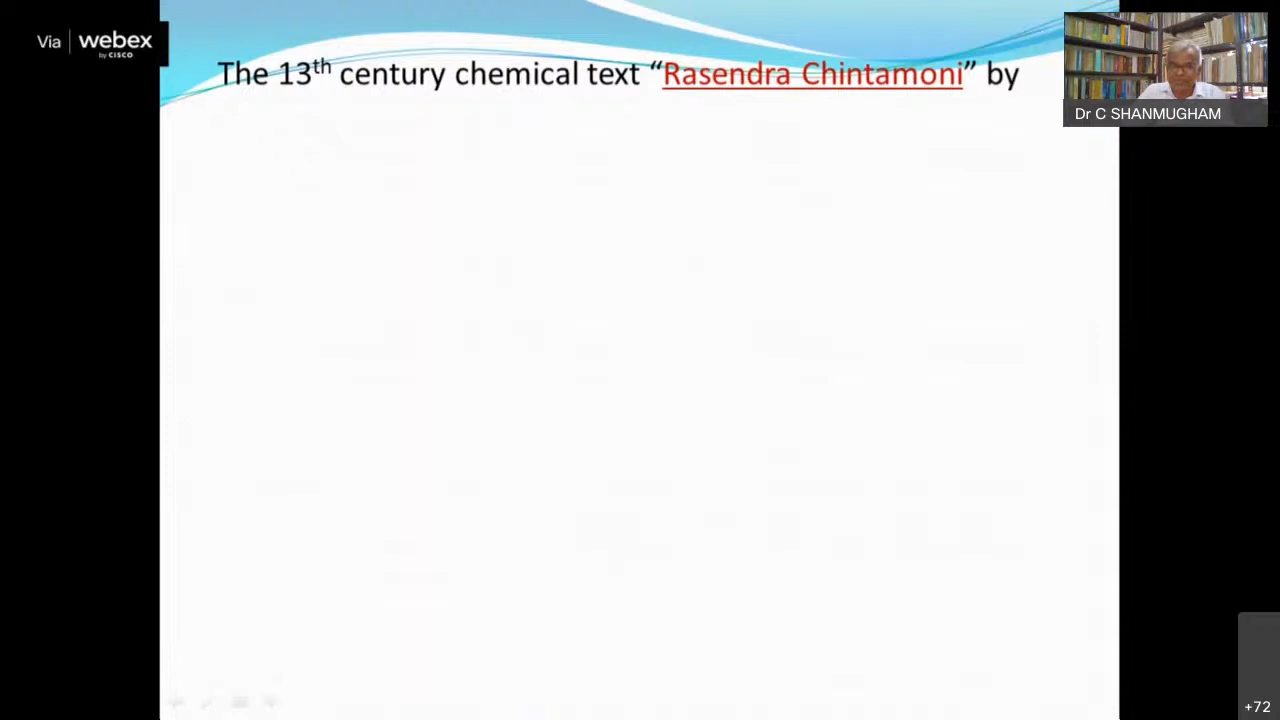 Via webex
by CISCO
The 13th century chemical text “Rasendra Chintamoni” by
Dr C SHANMUGHAM
+72